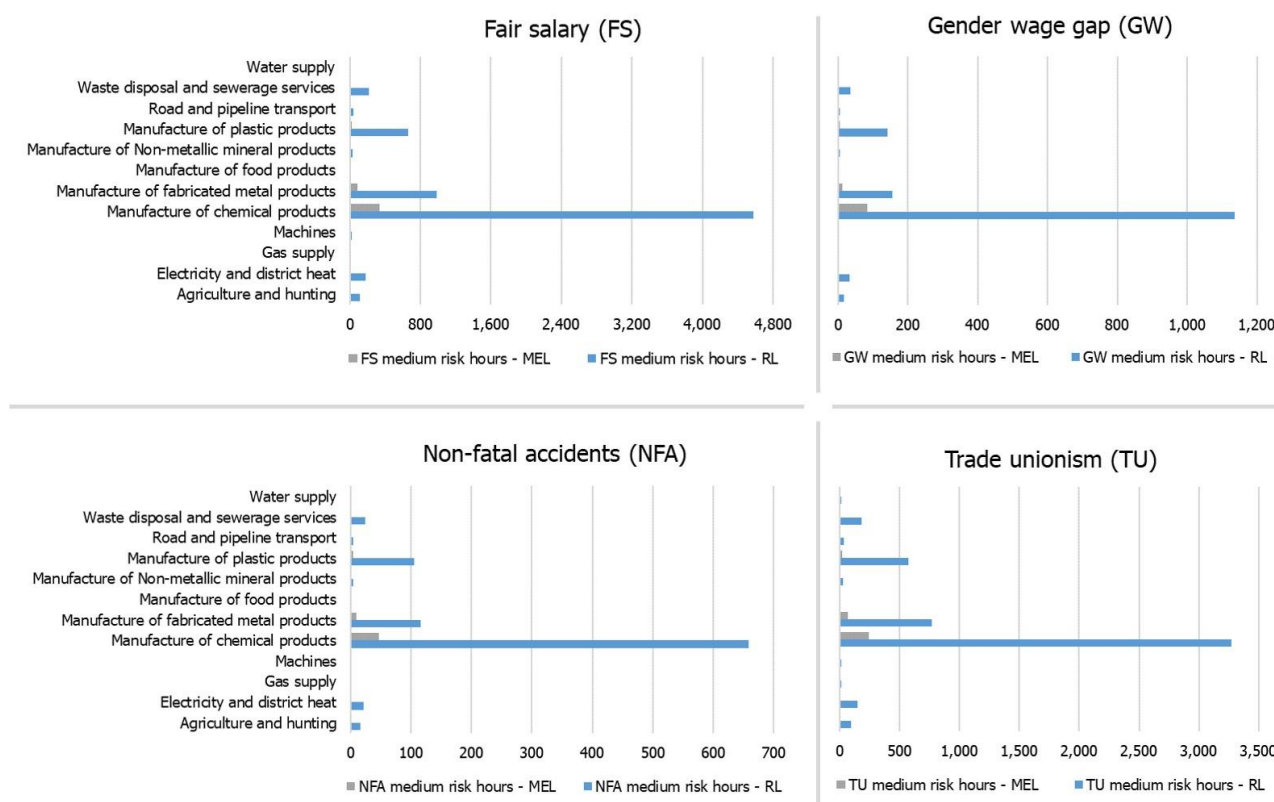 Fair salary (FS)
Water supply
Waste disposal and sewerage services
Road and pipeline transport
Manufacture of plastic products
Manufacture of Non-metallic mineral products
Manufacture of food products
Manufacture of fabricated metal products
Manufacture of chemical products
Machines
Gas supply
Electricity and district heat
Agriculture and hunting
0 800 1,600 2,400 3,200 4,000 4,800
FS medium risk hours - MEL FS medium risk hours - RL
Gender wage gap (GW)
0 200 400 600 800 1,000 1,200
GW medium risk hours - MEL GW medium risk hours - RL
Non-fatal accidents (NFA)
Water supply
Waste disposal and sewerage services
Road and pipeline transport
Manufacture of plastic products
Manufacture of Non-metallic mineral products
Manufacture of food products
Manufacture of fabricated metal products
Manufacture of chemical products
Machines
Gas supply
Electricity and district heat
Agriculture and hunting
0 100 200 300 400 500 600 700
NFA medium risk hours - MEL NFA medium risk hours - RL
Trade unionism (TU)
0 500 1,000 1,500 2,000 2,500 3,000 3,500
TU medium risk hours - MEL TU medium risk hours - RL